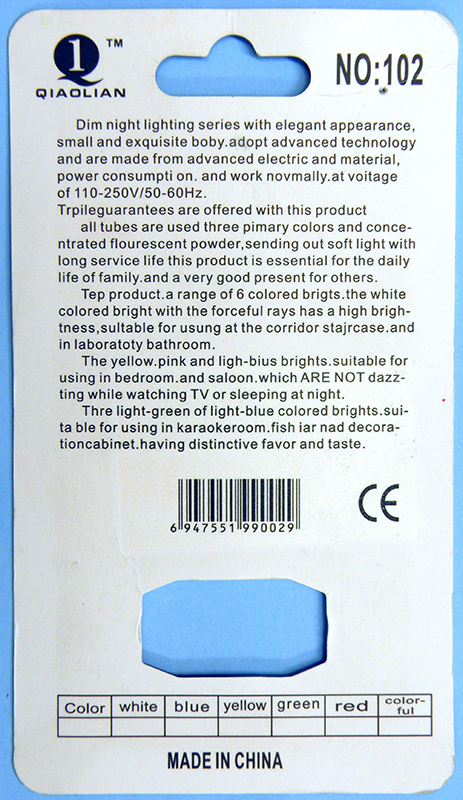 1 TM
QIAOLIAN
NO:102
Dim night lighting series with elegant appearance,
small and exquisite boby.adopt advanced technology
and are made from advanced electric and material,
power consumpti on. and work novmally.at voitage
of 110-250V/50-60Hz.
Trpileguarantees are offered with this product
all tubes are used three pimary colors and conce-
ntrated flourescent powder,sending out soft light with
long service life this product is essential for the daily
life of family.and a very good present for others.
Tep product.a range of 6 colored brigts.the white
colored bright with the forceful rays has a high brigh-
tness,sultable for usung at the corridor stajrcase.and
in laboratoty bathroom.
The yellow.pink and ligh-bius brights.suitable for
using in bedroom.and saloon.which ARE NOT dazz-
ting while watching TV or sleeping at night.
Thre light-green of light-blue colored brights.sui-
ta ble for using in karaokeroom.fish iar nad decora-
tioncabinet.having distinctive favor and taste.
6 947551 990029
CE
Color white blue yellow green red color-
ful
MADE IN CHINA